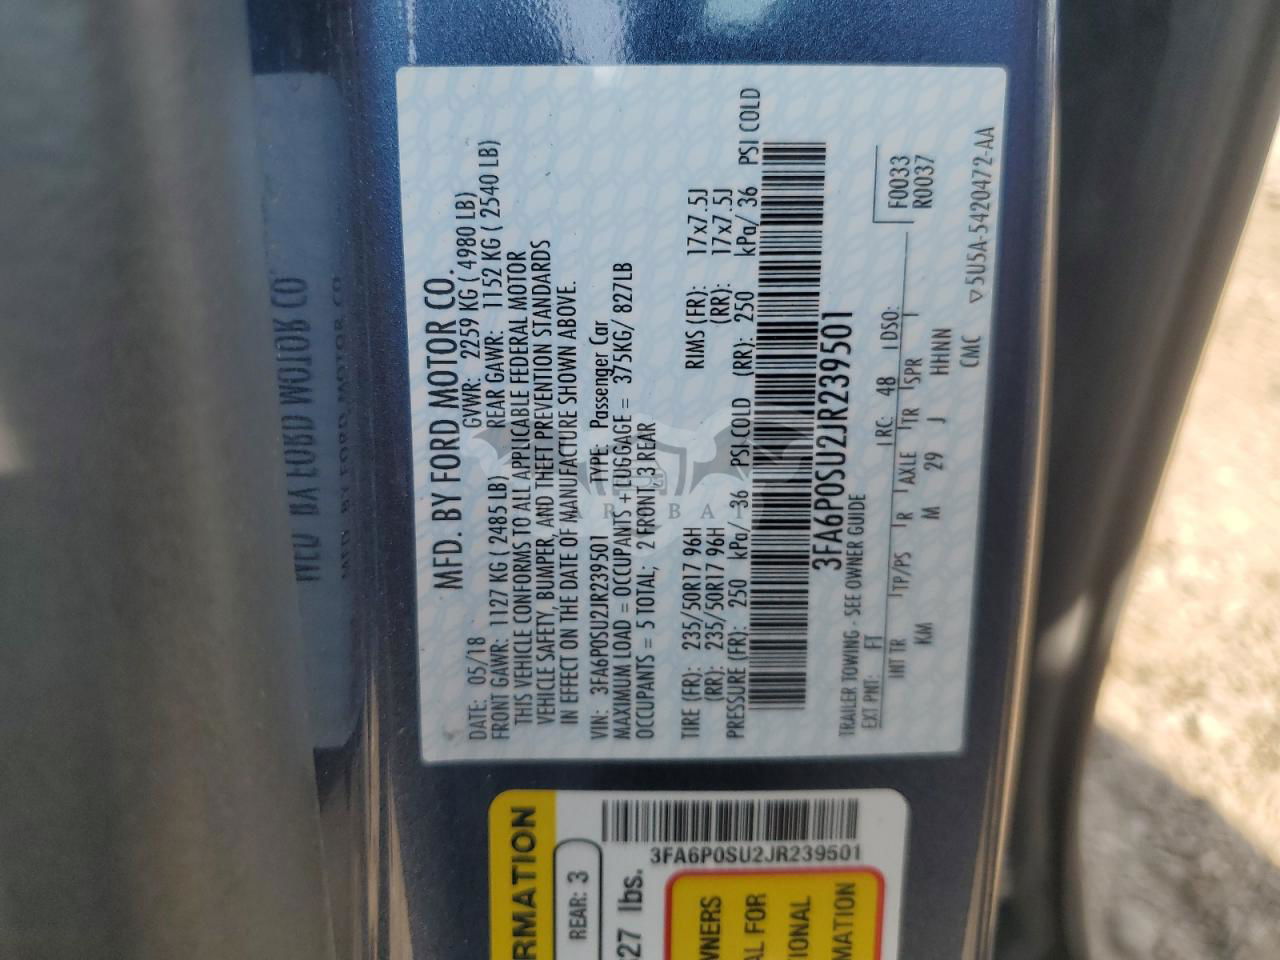 MFD. BY FORD MOTOR CO.
DATE: 05/18 GVWR: 2259 KG ( 4980 LB)
FRONT GAWR: 1127 KG ( 2485 LB) REAR GAWR: 1152 KG ( 2540 LB)
THIS VEHICLE CONFORMS TO ALL APPLICABLE FEDERAL MOTOR
VEHICLE SAFETY, BUMPER, AND THEFT PREVENTION STANDARDS
IN EFFECT ON THE DATE OF MANUFACTURE SHOWN ABOVE.
VIN: 3FA6P0SU2JR239501 TYPE: Passenger Car
MAXIMUM LOAD = OCCUPANTS + LUGGAGE = 375KG/ 827LB
OCCUPANTS = 5 TOTAL; 2 FRONT, 3 REAR
TIRE (FR): 235/50R17 96H RIMS (FR): 17x7.5J
(RR): 235/50R17 96H (RR): 17x7.5J
PRESSURE (FR): 250 kPa/ 36 PSI COLD (RR): 250 kPa/ 36 PSI COLD
3FA6P0SU2JR239501
TRAILER TOWING - SEE OWNER GUIDE
EXT PNT: FT RC: 48 DSO: F0033
R0037
INT TR TP/PS R AXLE TR SPR
KM M 29 J HHNN
CMC
▽5U5A-5420472-AA
RMATION
REAR: 3
3FA6P0SU2JR239501
27 lbs.
WNERS
AL FOR
IONAL
MATION
MFD. BY FORD MOTOR CO